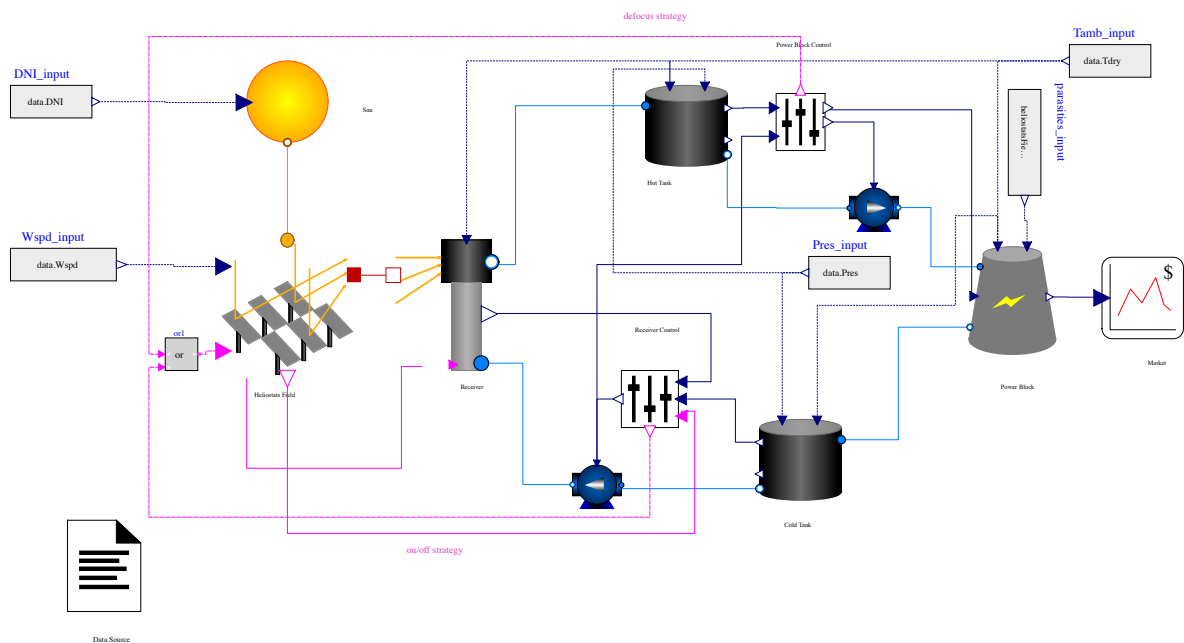 defocus strategy
Tamb_input
Power Block Control
data.Tdry
DNI_input
data.DNI
Sun
parasities_input
heliostatsFie...
Hot Tank
Wspd_input
data.Wspd
Pres_input
data.Pres
$
or1
or
Receiver Control
Market
Heliostats Field
Receiver
Power Block
Cold Tank
on/off strategy
Data Source